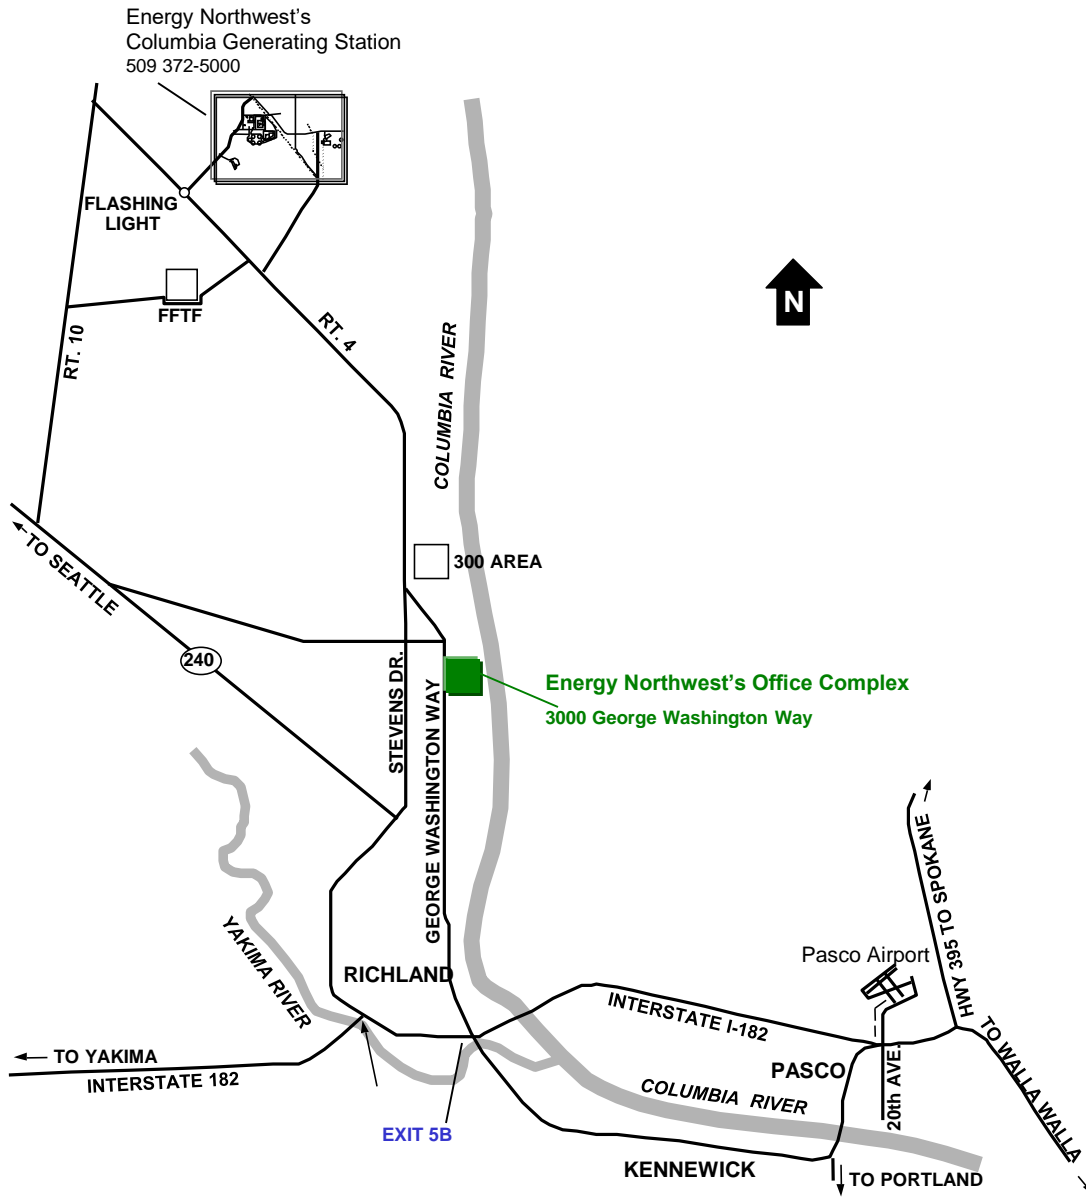 Energy Northwest's
Columbia Generating Station
509 372-5000
FLASHING
LIGHT
FFTF
RT. 10
RT. 4
COLUMBIA RIVER
N
TO SEATTLE
300 AREA
240
STEVENS DR.
GEORGE WASHINGTON WAY
Energy Northwest's Office Complex
3000 George Washington Way
YAKIMA RIVER
RICHLAND
Pasco Airport
HWY 395 TO SPOKANE
INTERSTATE I-182
TO WALLA WALLA
TO YAKIMA
INTERSTATE 182
PASCO
20th AVE.
COLUMBIA RIVER
EXIT 5B
KENNEWICK
TO PORTLAND